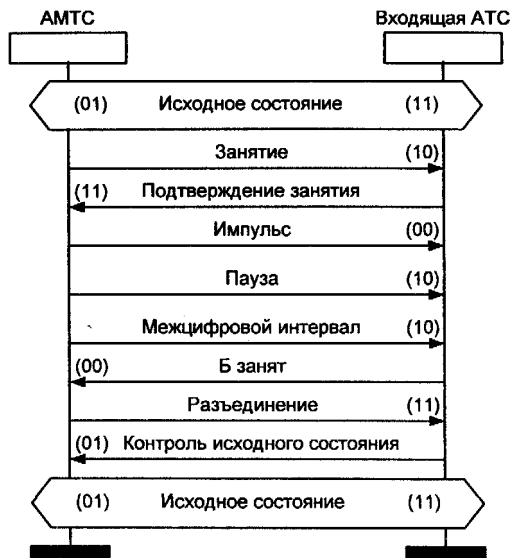 АМТС Входящая АТС
(01) Исходное состояние (11)
Занятие (10)
(11) Подтверждение занятия
Импульс (00)
Пауза (10)
Межцифровой интервал (10)
(00) Б занят
Разъединение (11)
(01) Контроль исходного состояния
(01) Исходное состояние (11)